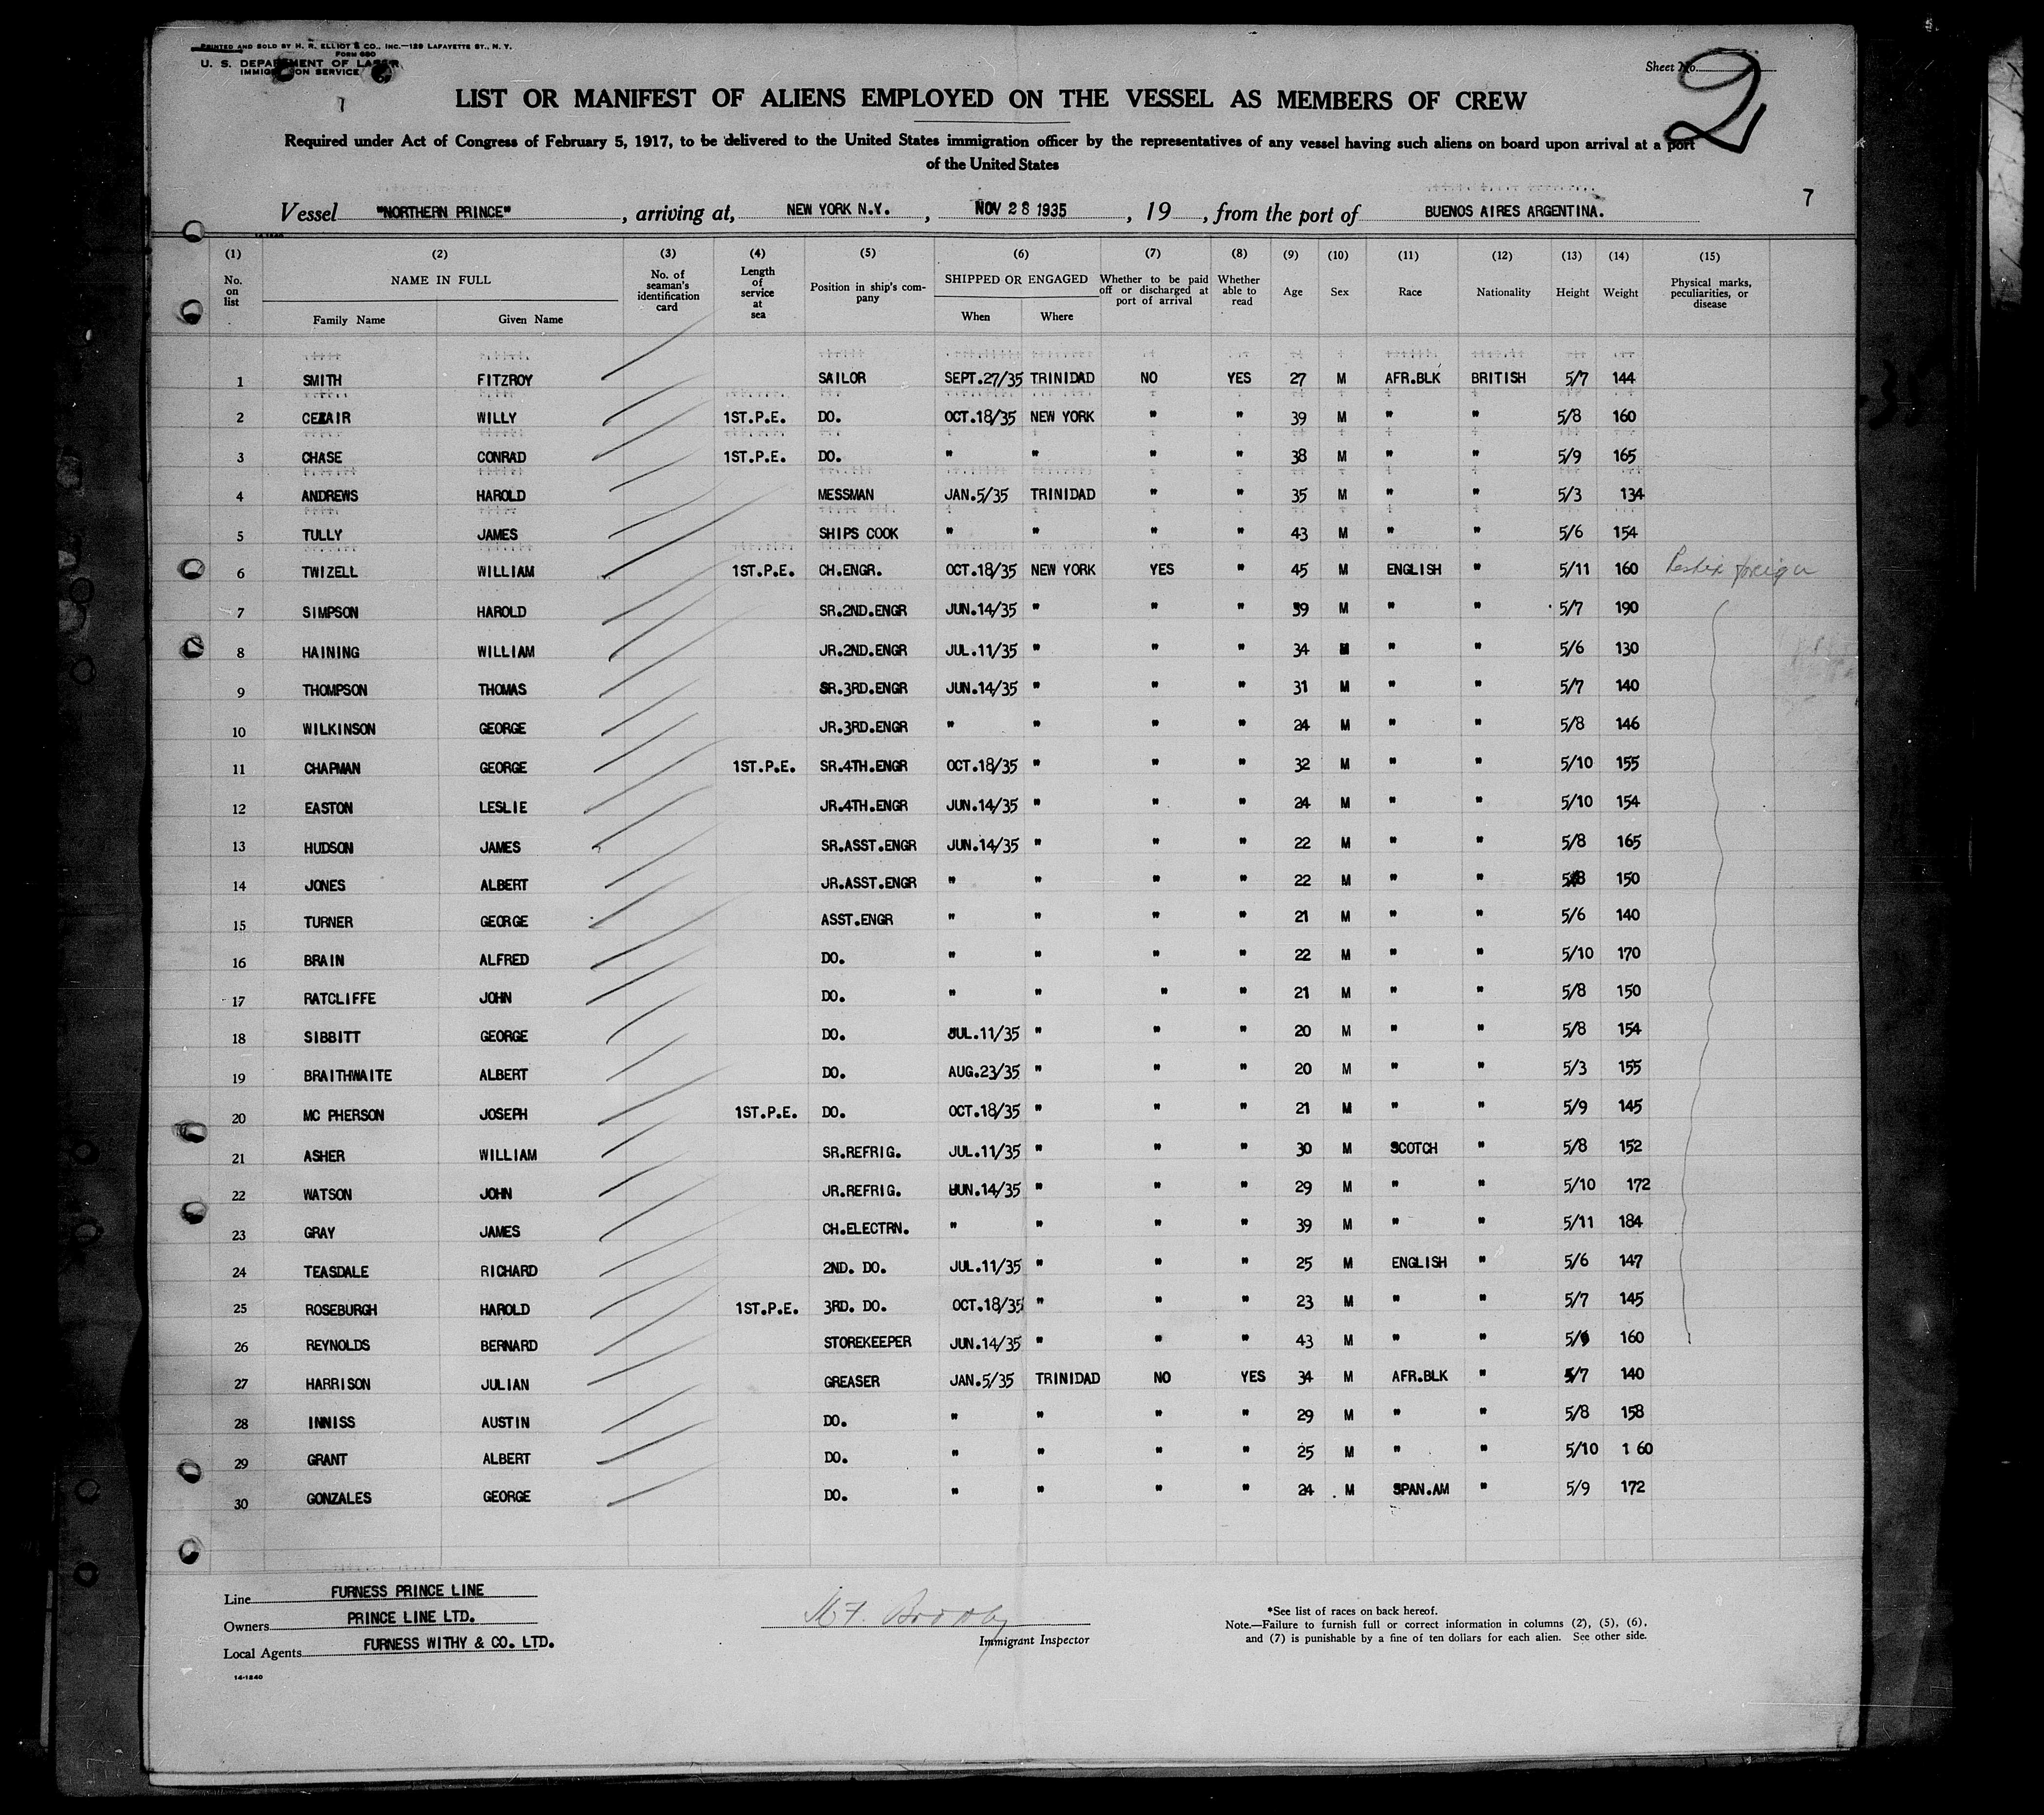 PRINTED AND SOLD BY H. R. ELLIOT & CO., INC.—129 LAFAYETTE ST., N. Y.
FORM 680
U. S. DEPARTMENT OF LABOR
IMMIGRATION SERVICE
Sheet No. 2
LIST OR MANIFEST OF ALIENS EMPLOYED ON THE VESSEL AS MEMBERS OF CREW
Required under Act of Congress of February 5, 1917, to be delivered to the United States immigration officer by the representatives of any vessel having such aliens on board upon arrival at a port
of the United States
7
Vessel "NORTHERN PRINCE", arriving at, NEW YORK N.Y., NOV 28 1935, 19, from the port of BUENOS AIRES ARGENTINA.
(1) (2) (3) (4) (5) (6) (7) (8) (9) (10) (11) (12) (13) (14) (15)
No. on list NAME IN FULL Family Name Given Name No. of seaman's identification card Length of service at sea Position in ship's company SHIPPED OR ENGAGED When Where Whether to be paid off or discharged at port of arrival Whether able to read Age Sex Race Nationality Height Weight Physical marks, peculiarities, or disease
1 SMITH FITZROY SAILOR SEPT.27/35 TRINIDAD NO YES 27 M AFR.BLK BRITISH 5/7 144
2 CEZAIR WILLY 1ST.P.E. DO. OCT.18/35 NEW YORK " " 39 M " " 5/8 160
3 CHASE CONRAD 1ST.P.E. DO. " " " " 38 M " " 5/9 165
4 ANDREWS HAROLD MESSMAN JAN.5/35 TRINIDAD " " 35 M " " 5/3 134
5 TULLY JAMES SHIPS COOK " " " " 43 M " " 5/6 154
6 TWIZELL WILLIAM 1ST.P.E. CH.ENGR. OCT.18/35 NEW YORK YES " 45 M ENGLISH " 5/11 160 foreign
7 SIMPSON HAROLD SR.2ND.ENGR JUN.14/35 " " " 39 M " " 5/7 190
8 HAINING WILLIAM JR.2ND.ENGR JUL.11/35 " " " 34 M " " 5/6 130
9 THOMPSON THOMAS SR.3RD.ENGR JUN.14/35 " " " 31 M " " 5/7 140
10 WILKINSON GEORGE JR.3RD.ENGR " " " " 24 M " " 5/8 146
11 CHAPMAN GEORGE 1ST.P.E. SR.4TH.ENGR OCT.18/35 " " " 32 M " " 5/10 155
12 EASTON LESLIE JR.4TH.ENGR JUN.14/35 " " " 24 M " " 5/10 154
13 HUDSON JAMES SR.ASST.ENGR JUN.14/35 " " " 22 M " " 5/8 165
14 JONES ALBERT JR.ASST.ENGR " " " " 22 M " " 5/8 150
15 TURNER GEORGE ASST.ENGR " " " " 21 M " " 5/6 140
16 BRAIN ALFRED DO. " " " " 22 M " " 5/10 170
17 RATCLIFFE JOHN DO. " " " " 21 M " " 5/8 150
18 SIBBITT GEORGE DO. JUL.11/35 " " " 20 M " " 5/8 154
19 BRAITHWAITE ALBERT DO. AUG.23/35 " " " 20 M " " 5/3 155
20 MC PHERSON JOSEPH 1ST.P.E. DO. OCT.18/35 " " " 21 M " " 5/9 145
21 ASHER WILLIAM SR.REFRIG. JUL.11/35 " " " 30 M SCOTCH " 5/8 152
22 WATSON JOHN JR.REFRIG. JUN.14/35 " " " 29 M " " 5/10 172
23 GRAY JAMES CH.ELECTRN. " " " " 39 M " " 5/11 184
24 TEASDALE RICHARD 2ND. DO. JUL.11/35 " " " 25 M ENGLISH " 5/6 147
25 ROSEBURGH HAROLD 1ST.P.E. 3RD. DO. OCT.18/35 " " " 23 M " " 5/7 145
26 REYNOLDS BERNARD STOREKEEPER JUN.14/35 " " " 43 M " " 160
27 HARRISON JULIAN GREASER JAN.5/35 TRINIDAD NO YES 34 M AFR.BLK " 5/7 140
28 INNISS AUSTIN DO. " " " " 29 M " " 5/8 158
29 GRANT ALBERT DO. " " " " 25 M " " 5/10 1 60
30 GONZALES GEORGE DO. " " " " 24 M SPAN.AM " 5/9 172
Line FURNESS PRINCE LINE
Owners PRINCE LINE LTD.
Local Agents FURNESS WITHY & CO. LTD.
14-1240
Immigrant Inspector
*See list of races on back hereof.
Note.—Failure to furnish full or correct information in columns (2), (5), (6),
and (7) is punishable by a fine of ten dollars for each alien. See other side.